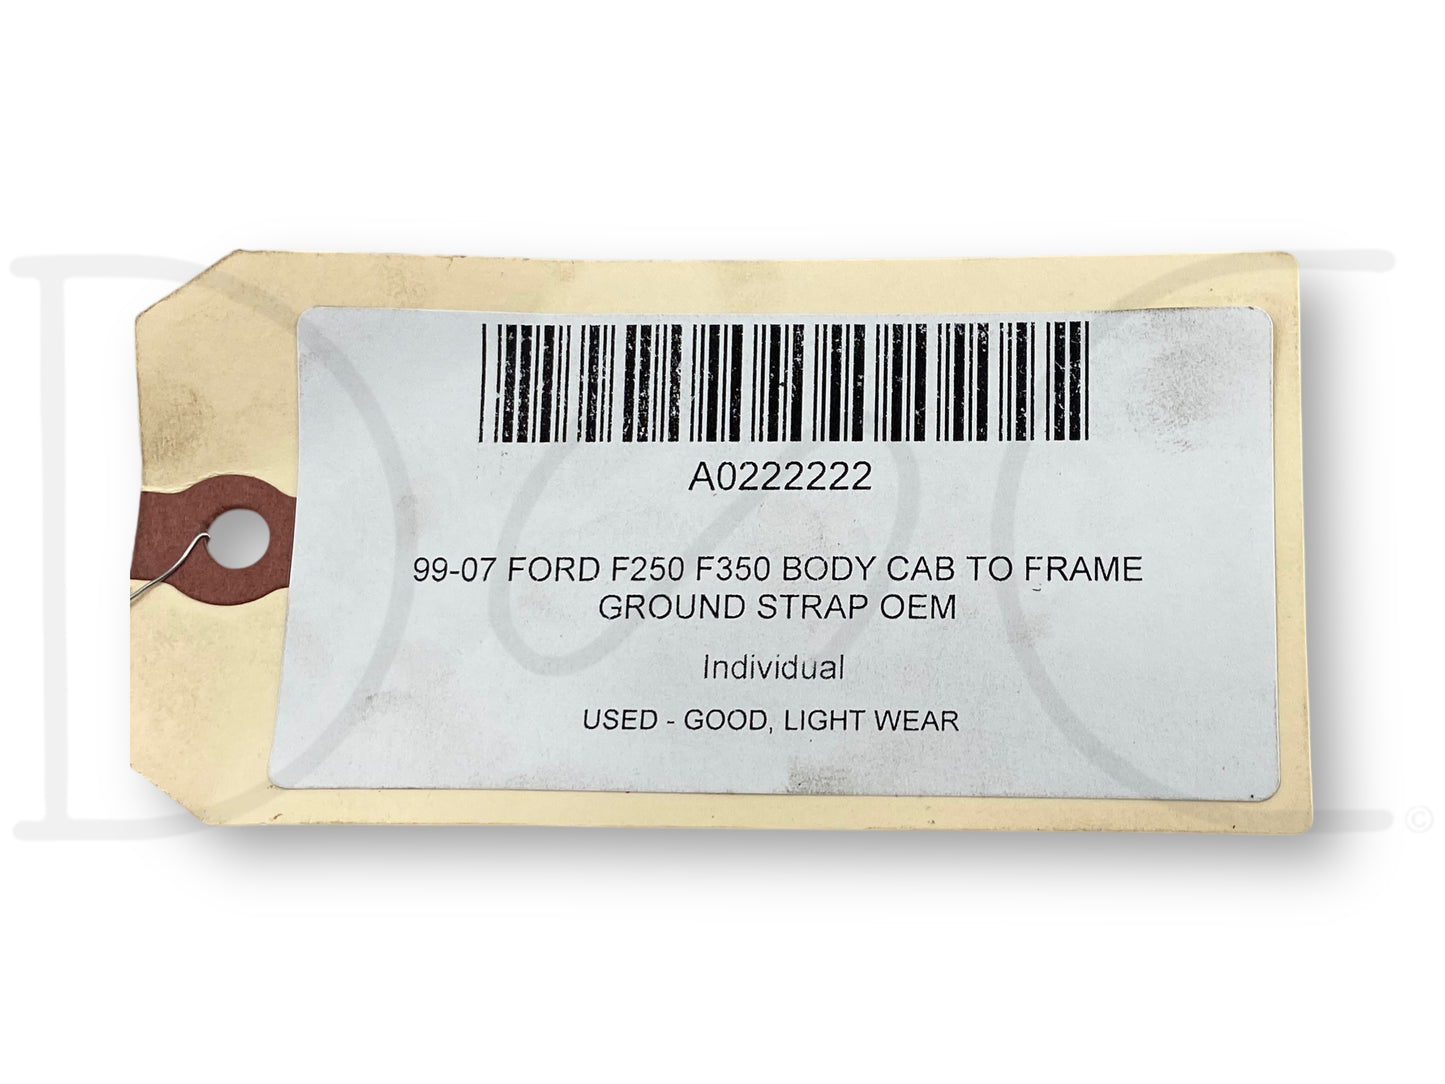 A0222222
99-07 FORD F250 F350 BODY CAB TO FRAME
GROUND STRAP OEM
Individual
USED - GOOD, LIGHT WEAR
©